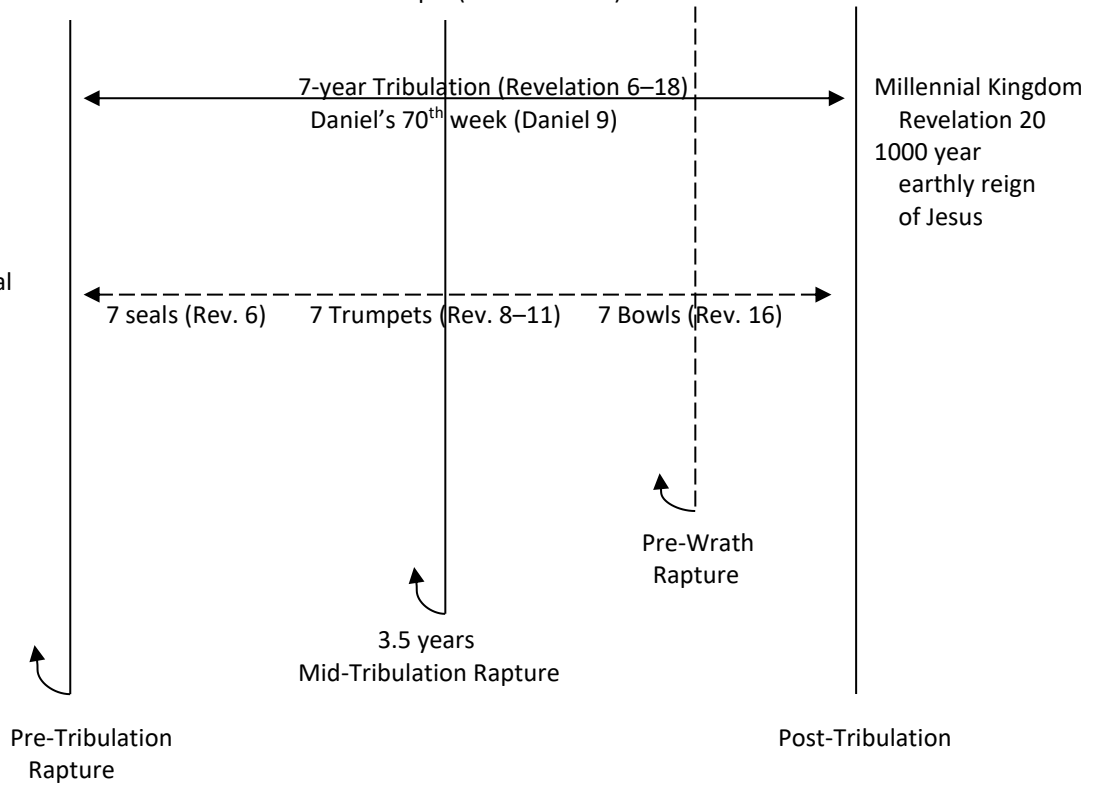 7-year Tribulation (Revelation 6–18)
Daniel's 70th week (Daniel 9)
Millennial Kingdom
Revelation 20
1000 year
earthly reign
of Jesus
7 seals (Rev. 6)
7 Trumpets (Rev. 8–11)
7 Bowls (Rev. 16)
Pre-Wrath
Rapture
3.5 years
Mid-Tribulation Rapture
Pre-Tribulation
Rapture
Post-Tribulation